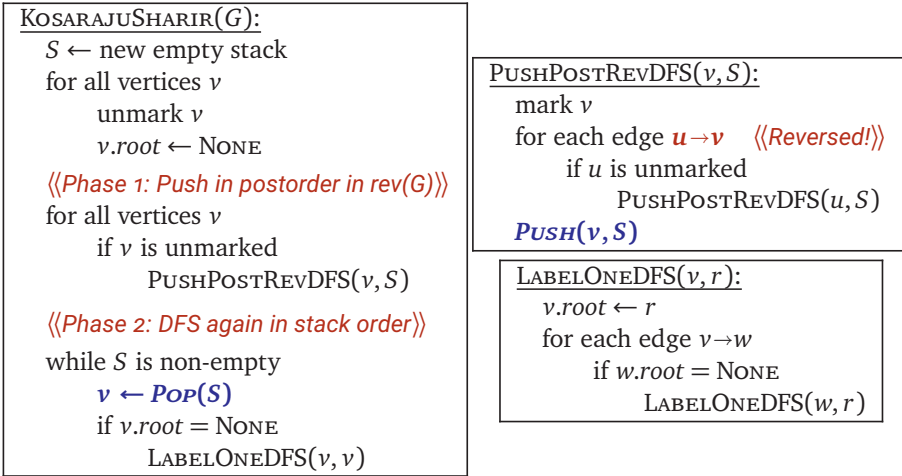 KOSARAJUSHARIR(G):
S ← new empty stack
for all vertices v
unmark v
v.root ← NONE
⟪Phase 1: Push in postorder in rev(G)⟫
for all vertices v
if v is unmarked
PUSHPOSTREVDFS(v, S)
⟪Phase 2: DFS again in stack order⟫
while S is non-empty
v ← POP(S)
if v.root = NONE
LABELONEDFS(v, v)
PUSHPOSTREVDFS(v, S):
mark v
for each edge u→v ⟪Reversed!⟫
if u is unmarked
PUSHPOSTREVDFS(u, S)
PUSH(v, S)
LABELONEDFS(v, r):
v.root ← r
for each edge v→w
if w.root = NONE
LABELONEDFS(w, r)